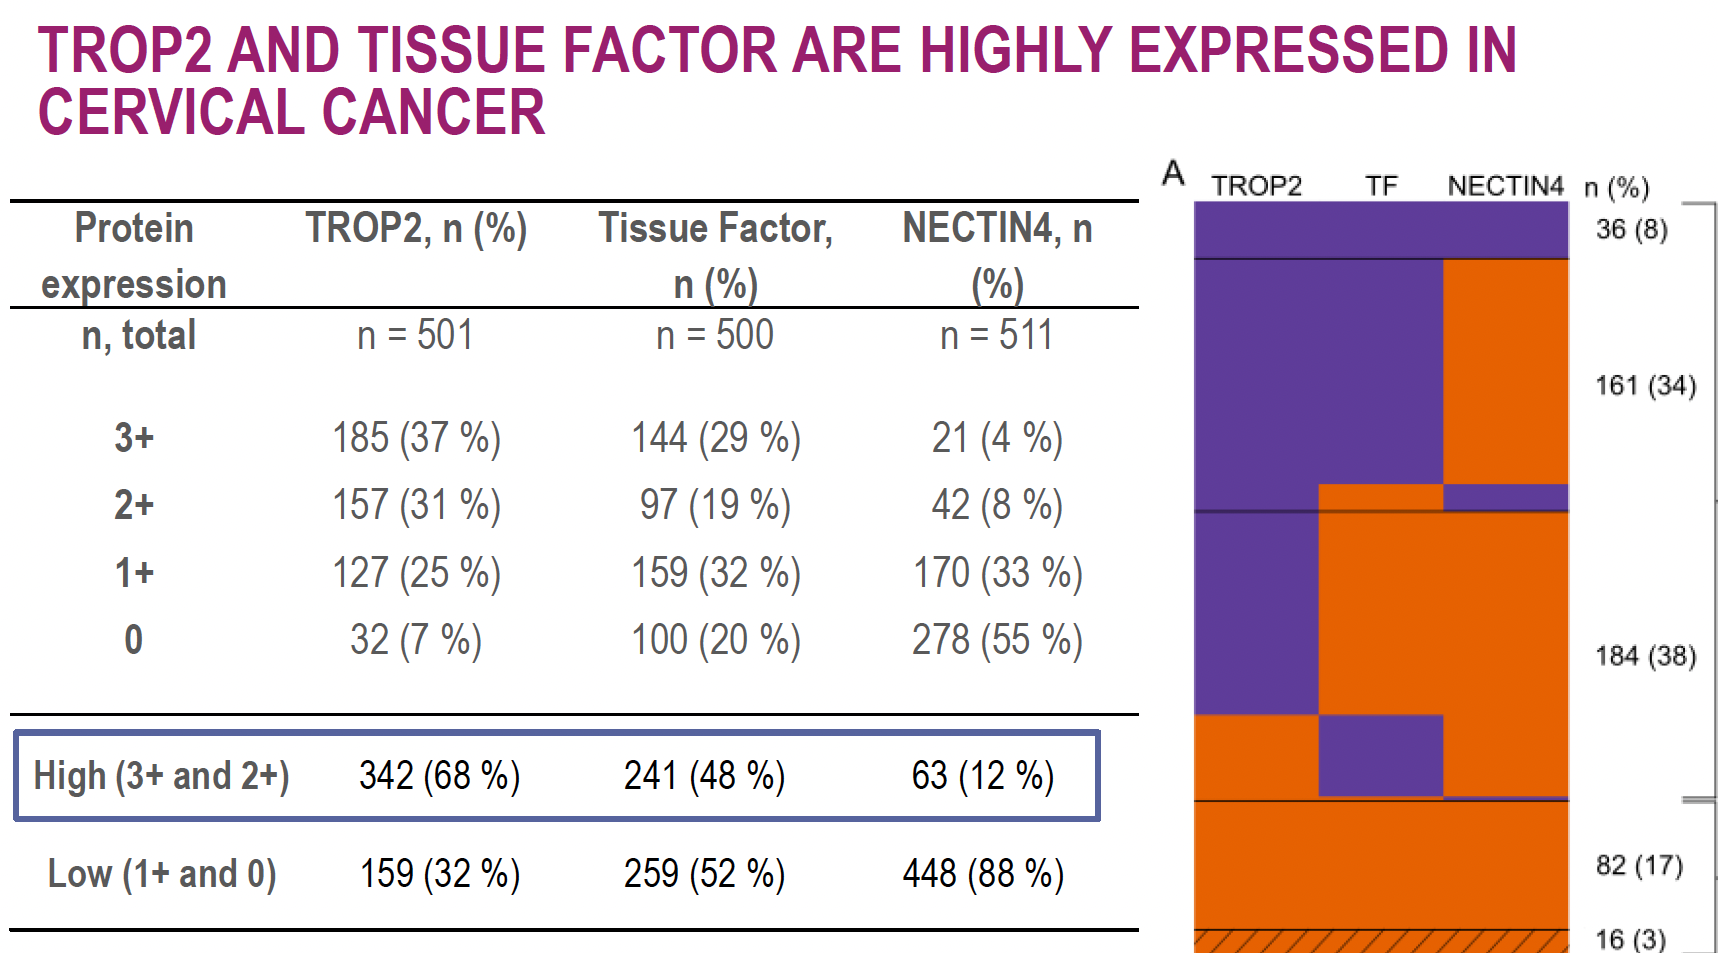 TROP2 AND TISSUE FACTOR ARE HIGHLY EXPRESSED IN
CERVICAL CANCER
Protein expression TROP2, n (%) Tissue Factor, n (%) NECTIN4, n (%)
n, total n = 501 n = 500 n = 511
3+ 185 (37 %) 144 (29 %) 21 (4 %)
2+ 157 (31 %) 97 (19 %) 42 (8 %)
1+ 127 (25 %) 159 (32 %) 170 (33 %)
0 32 (7 %) 100 (20 %) 278 (55 %)
High (3+ and 2+) 342 (68 %) 241 (48 %) 63 (12 %)
Low (1+ and 0) 159 (32 %) 259 (52 %) 448 (88 %)
A
TROP2 TF NECTIN4 n (%)
36 (8)
161 (34)
184 (38)
82 (17)
16 (3)